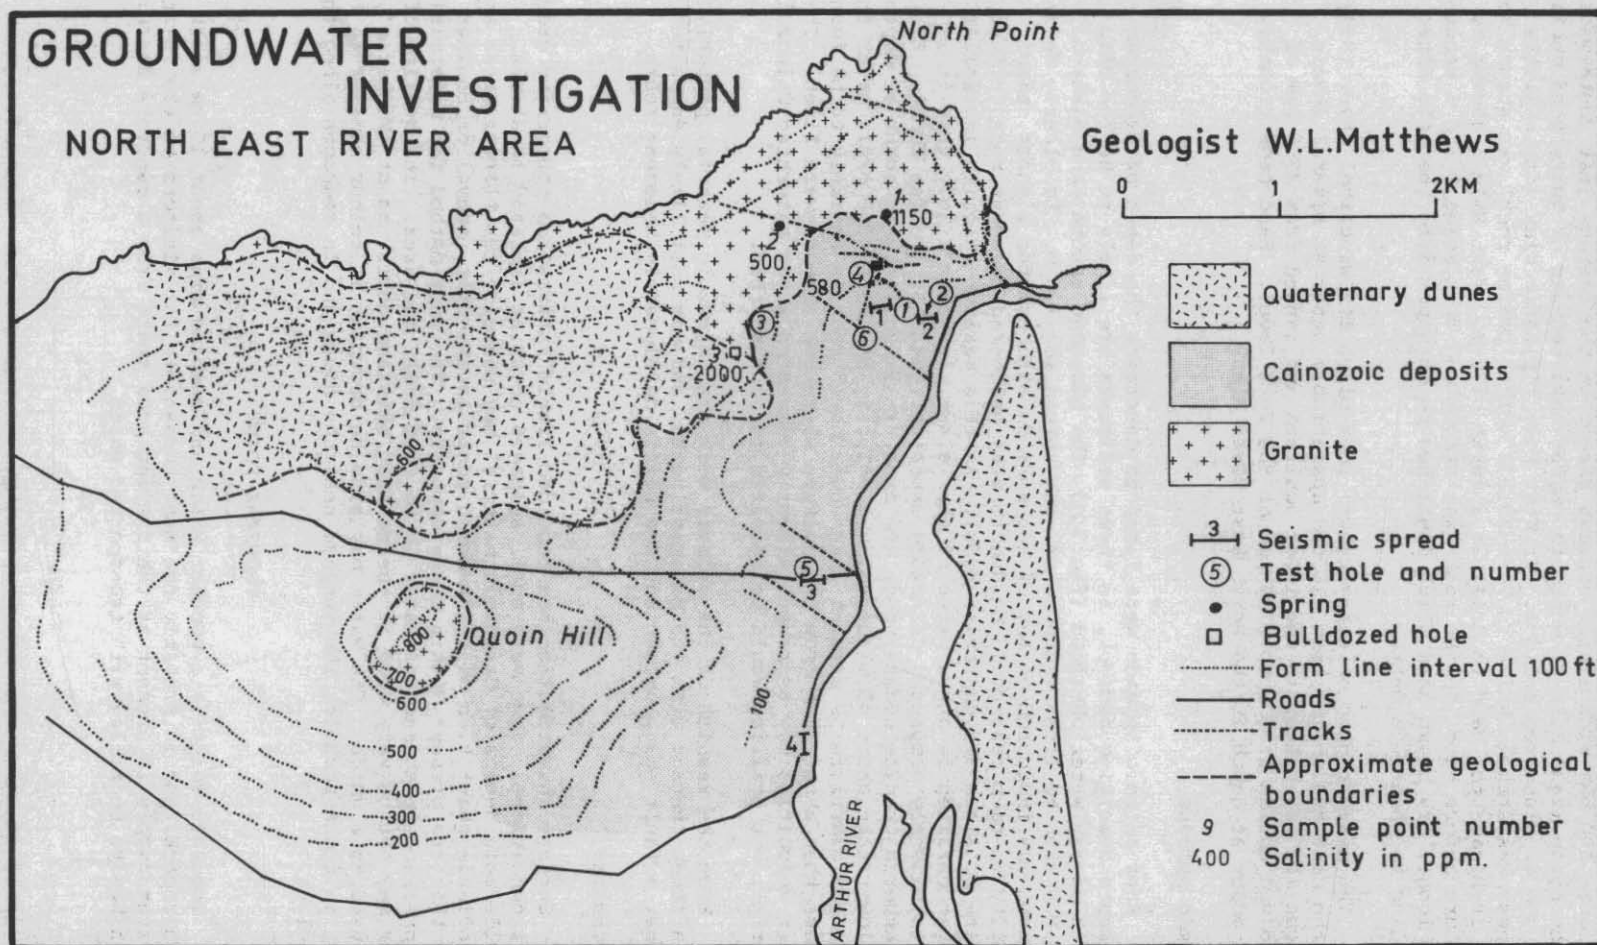 GROUNDWATER
INVESTIGATION
NORTH EAST RIVER AREA
North Point
Geologist W.L.Matthews
0 1 2KM
Quaternary dunes
Cainozoic deposits
Granite
3 Seismic spread
5 Test hole and number
Spring
Bulldozed hole
Form line interval 100 ft
Roads
Tracks
Approximate geological
boundaries
9 Sample point number
400 Salinity in ppm.
1
1150
2
500
580
4
2
1
1
2
3
6
3
2000
600
5
3
Quoin Hill
800
700
600
500
400
300
200
100
4
ARTHUR RIVER